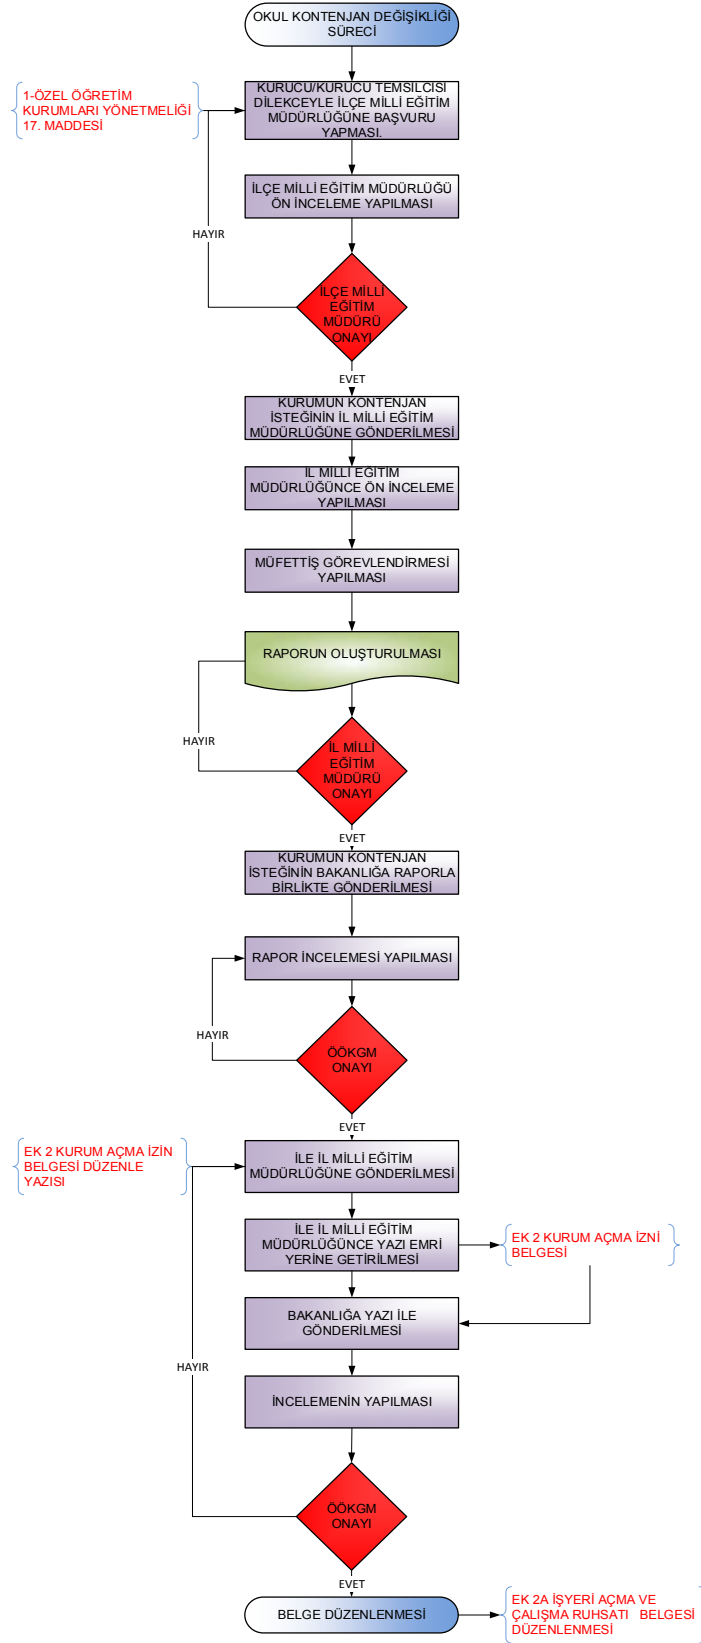 OKUL KONTENJAN DEĞİŞİKLİĞİ
SÜRECİ
1-ÖZEL ÖĞRETİM
KURUMLARI YÖNETMELİĞİ
17. MADDESİ
KURUCU/KURUCU TEMSİLCİSİ
DİLEKCEYLE İLÇE MİLLİ EĞİTİM
MÜDÜRLÜĞÜNE BAŞVURU
YAPMASI.
İLÇE MİLLİ EĞİTİM MÜDÜRLÜĞÜ
ÖN İNCELEME YAPILMASI
HAYIR
İLÇE MİLLİ
EĞİTİM
MÜDÜRÜ
ONAYI
EVET
KURUMUN KONTENJAN
İSTEĞİNİN İL MİLLİ EĞİTİM
MÜDÜRLÜĞÜNE GÖNDERİLMESİ
İL MİLLİ EĞİTİM
MÜDÜRLÜĞÜNCE ÖN İNCELEME
YAPILMASI
MÜFETTİŞ GÖREVLENDİRMESİ
YAPILMASI
RAPORUN OLUŞTURULMASI
HAYIR
İL MİLLİ
EĞİTİM
MÜDÜRÜ
ONAYI
EVET
KURUMUN KONTENJAN
İSTEĞİNİN BAKANLIĞA RAPORLA
BİRLİKTE GÖNDERİLMESİ
RAPOR İNCELEMESİ YAPILMASI
HAYIR
ÖÖKGM
ONAYI
EVET
EK 2 KURUM AÇMA İZİN
BELGESİ DÜZENLE
YAZISI
İLE İL MİLLİ EĞİTİM
MÜDÜRLÜĞÜNE GÖNDERİLMESİ
İLE İL MİLLİ EĞİTİM
MÜDÜRLÜĞÜNCE YAZI EMRİ
YERİNE GETİRİLMESİ
EK 2 KURUM AÇMA İZNİ
BELGESİ
BAKANLIĞA YAZI İLE
GÖNDERİLMESİ
HAYIR
İNCELEMENİN YAPILMASI
ÖÖKGM
ONAYI
EVET
BELGE DÜZENLENMESİ
EK 2A İŞYERİ AÇMA VE
ÇALIŞMA RUHSATI BELGESİ
DÜZENLENMESİ